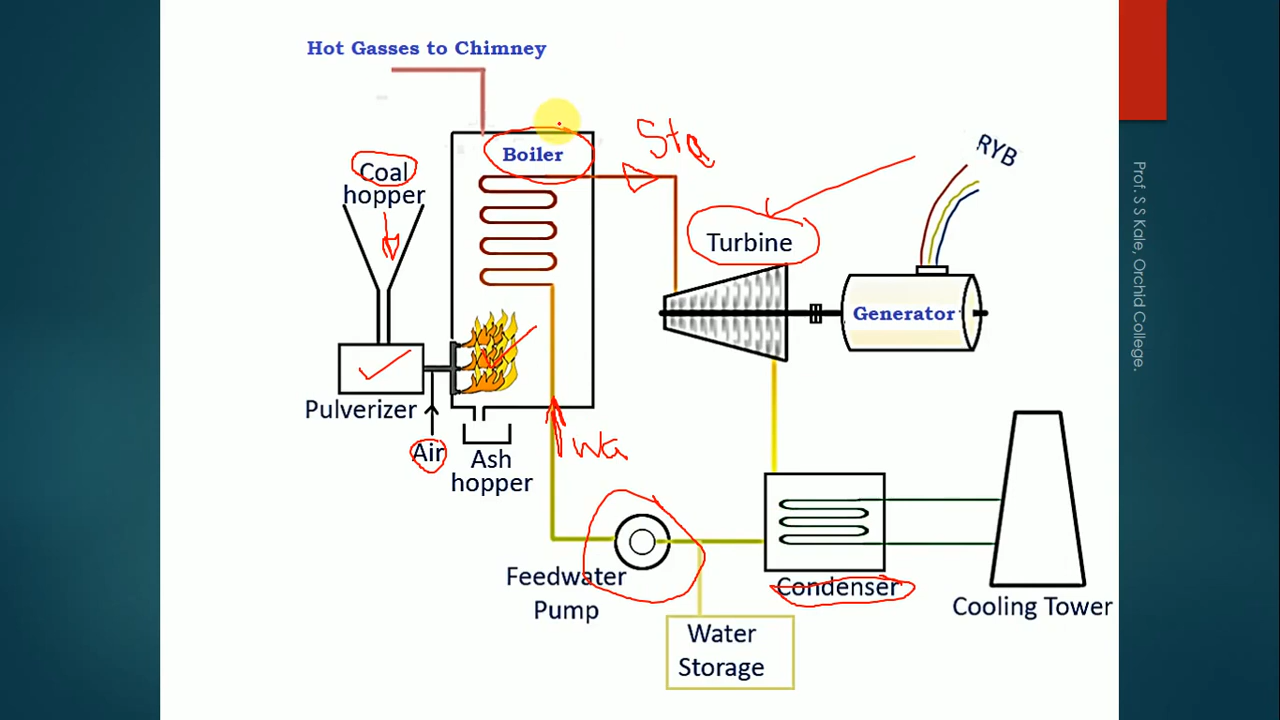 Hot Gasses to Chimney
Boiler
Ste
Coal
hopper
RYB
Turbine
Generator
Pulverizer
Air
Ash
hopper
Wa
Feedwater
Pump
Condenser
Cooling Tower
Water
Storage
Prof. S S Kale, Orchid College.